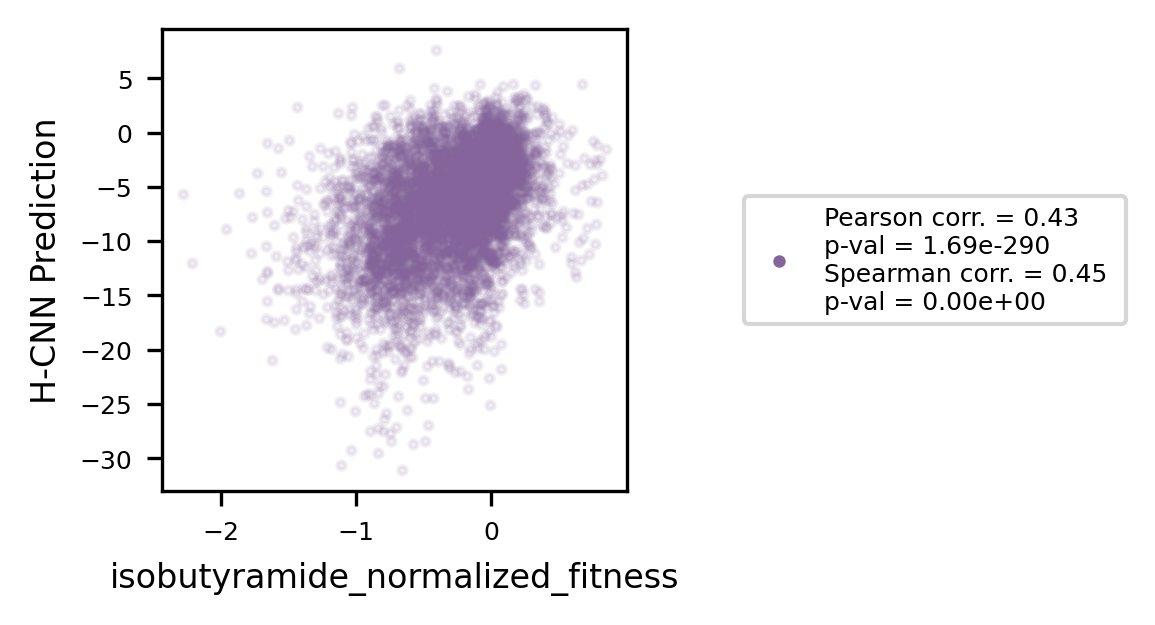 H-CNN Prediction
5
0
−5
−10
−15
−20
−25
−30
−2
−1
0
isobutyramide_normalized_fitness
Pearson corr. = 0.43
p-val = 1.69e-290
Spearman corr. = 0.45
p-val = 0.00e+00